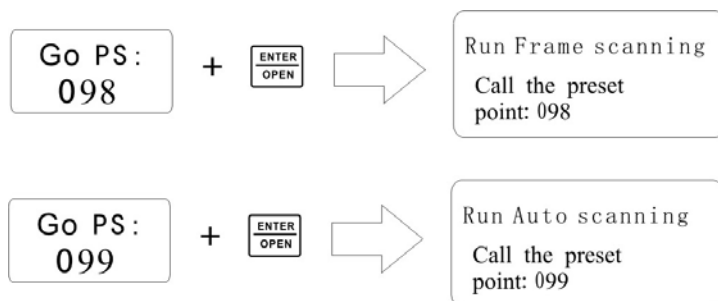 Go PS:
098
+
ENTER
OPEN
Run Frame scanning
Call the preset
point: 098
Go PS:
099
+
ENTER
OPEN
Run Auto scanning
Call the preset
point: 099